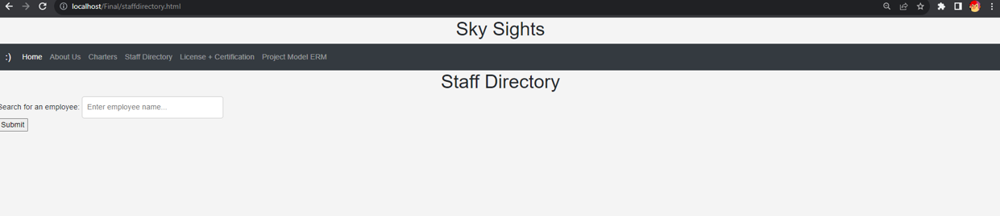 localhost/Final/staffdirectory.html
Sky Sights
:) Home About Us Charters Staff Directory License + Certification Project Model ERM
Staff Directory
Search for an employee: Enter employee name...
Submit